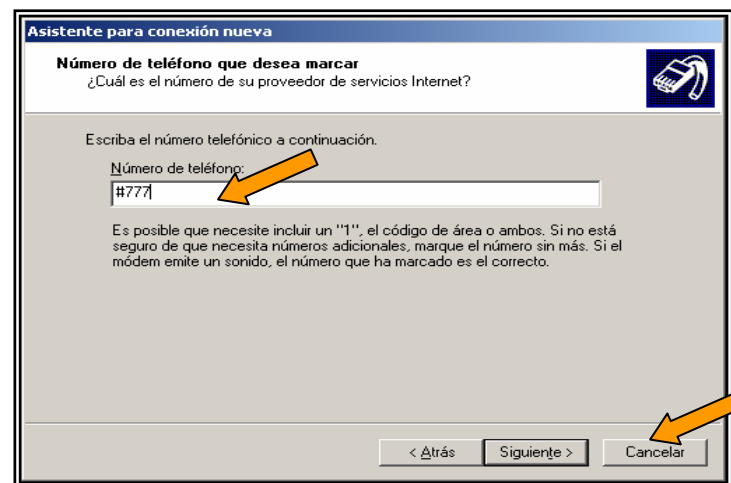 Asistente para conexión nueva
Número de teléfono que desea marcar
¿Cuál es el número de su proveedor de servicios Internet?
Escriba el número telefónico a continuación.
Número de teléfono:
#777
Es posible que necesite incluir un "1", el código de área o ambos. Si no está
seguro de que necesita números adicionales, marque el número sin más. Si el
módem emite un sonido, el número que ha marcado es el correcto.
< Atrás Siguiente > Cancelar